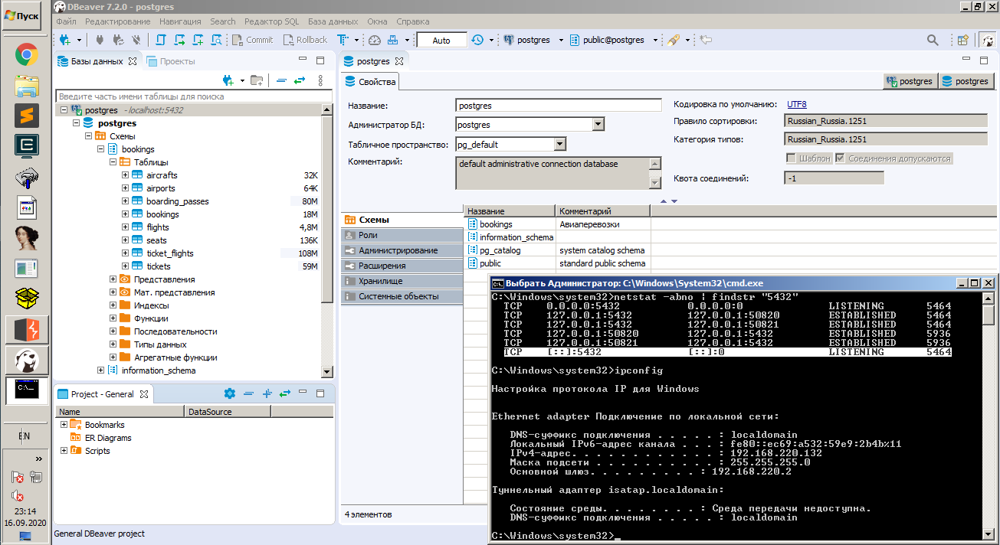 Пуск
DBeaver 7.2.0 - postgres
Файл Редактирование Навигация Search Редактор SQL База данных Окна Справка
Commit Rollback Auto postgres public@postgres
Базы данных Проекты
Введите часть имени таблицы для поиска
postgres - localhost:5432
postgres
Схемы
bookings
Таблицы
aircrafts 32K
airports 64K
boarding_passes 80M
bookings 18M
flights 4,8M
seats 136K
ticket_flights 108M
tickets 59M
Представления
Мат. представления
Индексы
Функции
Последовательности
Типы данных
Агрегатные функции
information_schema
Project - General
Name DataSource
Bookmarks
ER Diagrams
Scripts
General DBeaver project
EN
23:14
16.09.2020
postgres
Свойства
postgres postgres
Название: postgres
Администратор БД: postgres
Табличное пространство: pg_default
Комментарий: default administrative connection database
Кодировка по умолчанию: UTF8
Правило сортировки: Russian_Russia.1251
Категория типов: Russian_Russia.1251
Шаблон Соединения допускаются
Квота соединений: -1
Схемы
Роли
Администрирование
Расширения
Хранилище
Системные объекты
Название Комментарий
bookings Авиаперевозки
information_schema
pg_catalog system catalog schema
public standard public schema
4 элементов
Выбрать Администратор: C:\Windows\System32\cmd.exe
C:\Windows\system32>netstat -abno | findstr "5432"
TCP 0.0.0.0:5432 0.0.0.0:0 LISTENING 5464
TCP 127.0.0.1:5432 127.0.0.1:50820 ESTABLISHED 5464
TCP 127.0.0.1:5432 127.0.0.1:50821 ESTABLISHED 5464
TCP 127.0.0.1:50820 127.0.0.1:5432 ESTABLISHED 5936
TCP 127.0.0.1:50821 127.0.0.1:5432 ESTABLISHED 5936
TCP [::]:5432 [::]:0 LISTENING 5464
C:\Windows\system32>ipconfig
Настройка протокола IP для Windows
Ethernet adapter Подключение по локальной сети:
DNS-суффикс подключения . . . . . : localdomain
Локальный IPv6-адрес канала . . . : fe80::ec69:a532:59e9:2b4b%11
IPv4-адрес. . . . . . . . . . . . : 192.168.220.132
Маска подсети . . . . . . . . . . : 255.255.255.0
Основной шлюз. . . . . . . . . : 192.168.220.2
Туннельный адаптер isatap.localdomain:
Состояние среды. . . . . . . . : Среда передачи недоступна.
DNS-суффикс подключения . . . . . : localdomain
C:\Windows\system32>_